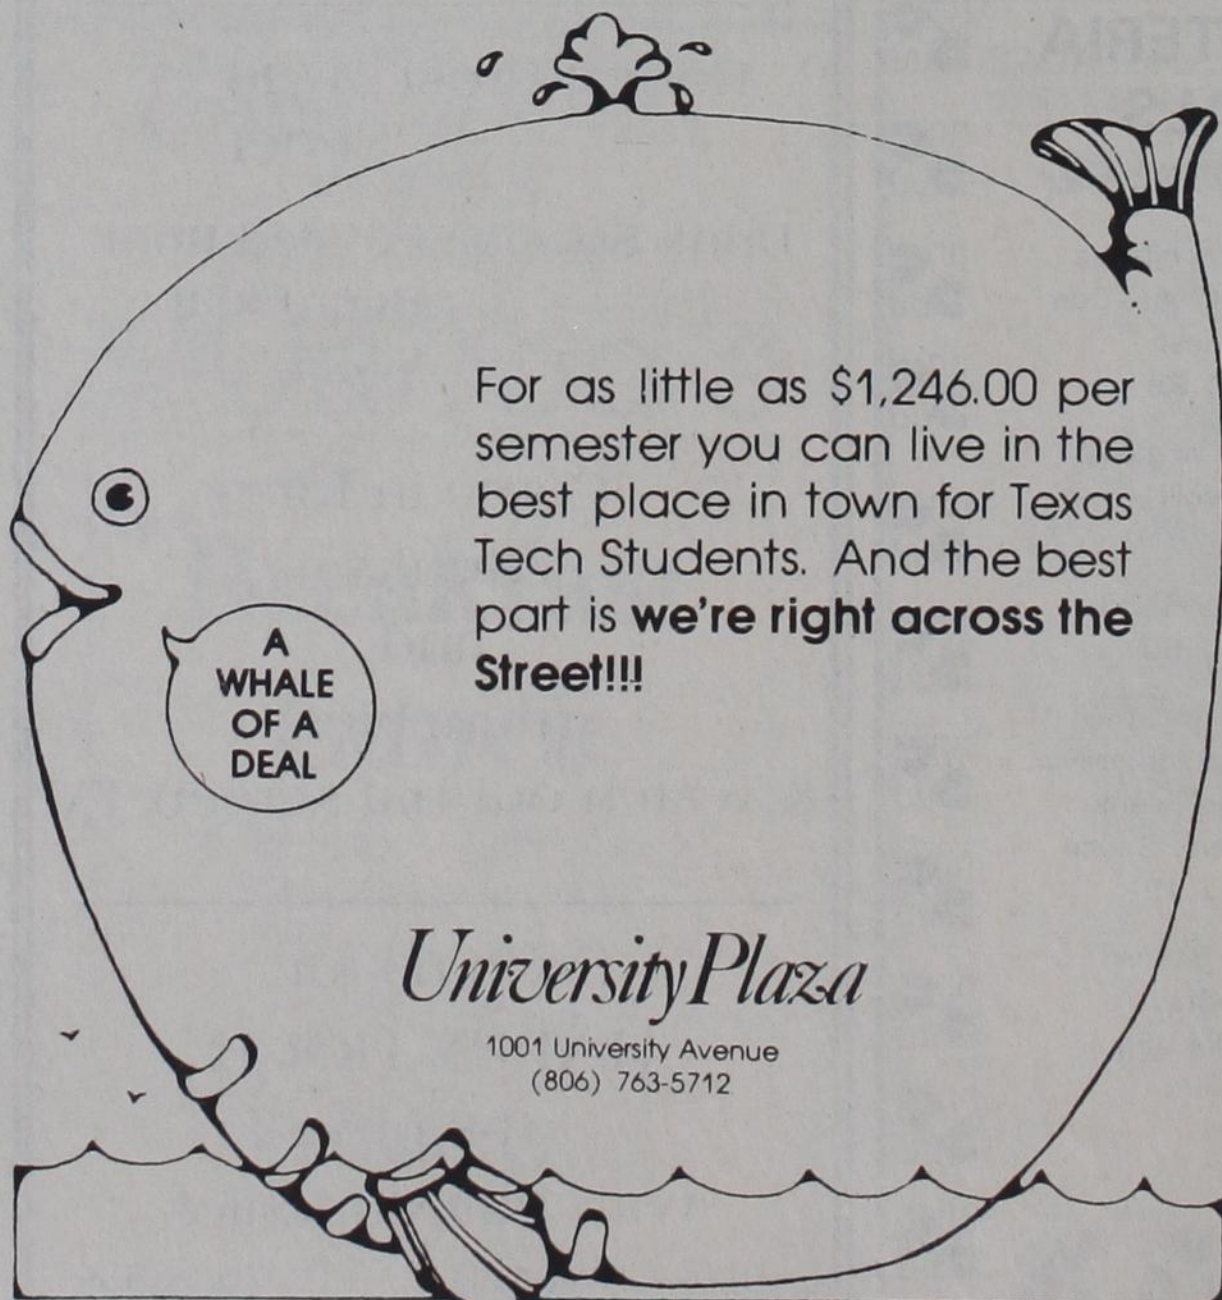 For as little as $1,246.00 per
semester you can live in the
best place in town for Texas
Tech Students. And the best
part is we're right across the
Street!!!
A
WHALE
OF A
DEAL
University Plaza
1001 University Avenue
(806) 763-5712